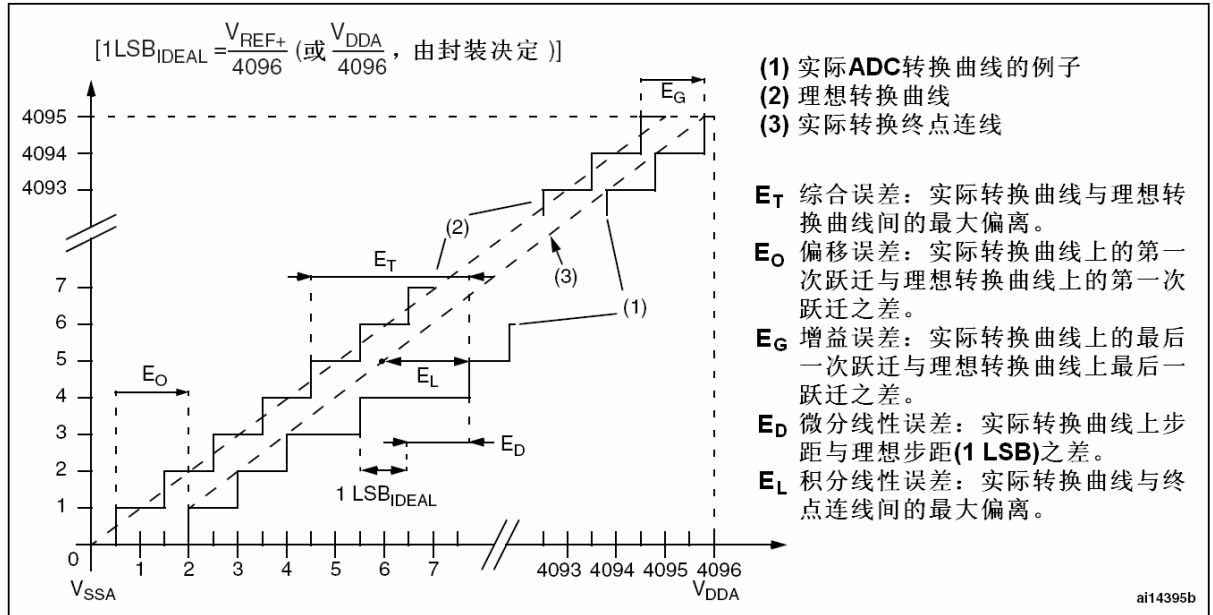 [1LSB_IDEAL = V_REF+ / 4096 (或 V_DDA / 4096 ，由封装决定 )]
(1) 实际ADC转换曲线的例子
(2) 理想转换曲线
(3) 实际转换终点连线
E_T 综合误差：实际转换曲线与理想转
换曲线间的最大偏离。
E_O 偏移误差：实际转换曲线上的第一
次跃迁与理想转换曲线上的第一次
跃迁之差。
E_G 增益误差：实际转换曲线上的最后
一次跃迁与理想转换曲线上最后一
跃迁之差。
E_D 微分线性误差：实际转换曲线上步
距与理想步距(1 LSB)之差。
E_L 积分线性误差：实际转换曲线与终
点连线间的最大偏离。
E_G
4095
4094
4093
(2)
E_T
(3)
7
6
(1)
5
E_L
E_O
4
3
E_D
2
1 LSB_IDEAL
1
0
1 2 3 4 5 6 7 4093 4094 4095 4096
V_SSA
V_DDA
ai14395b